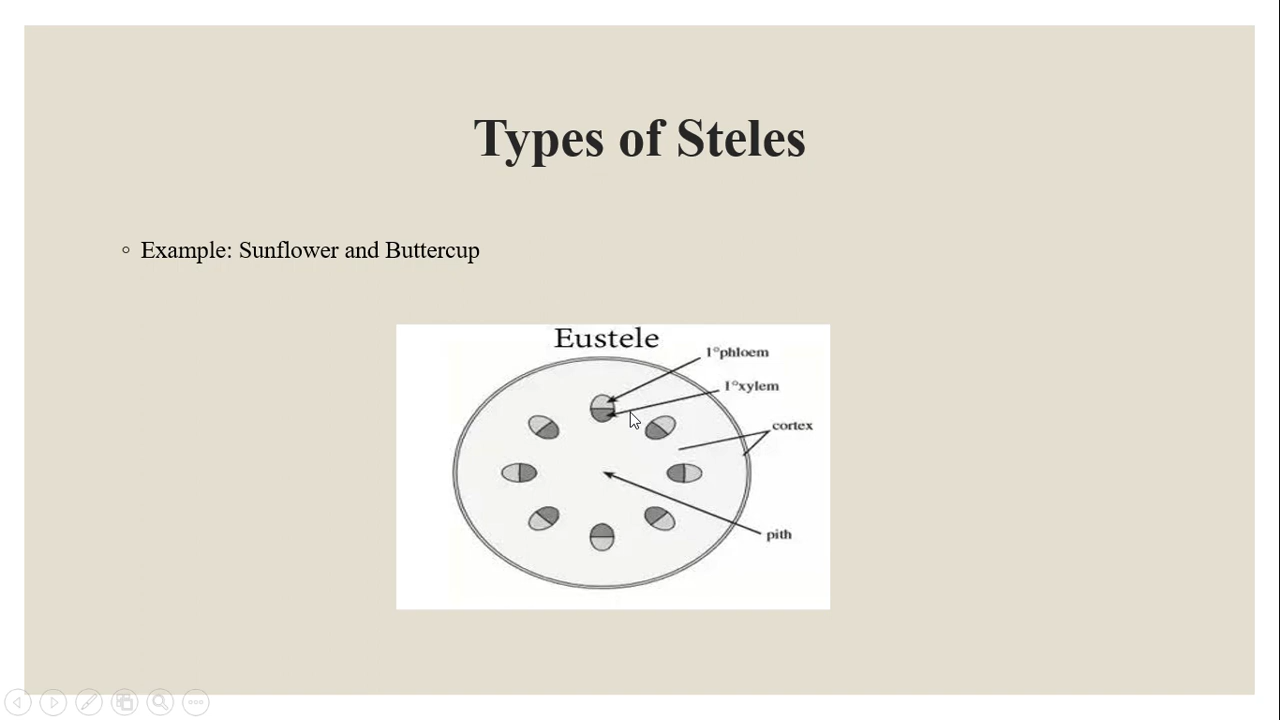 Types of Steles
Example: Sunflower and Buttercup
Eustele
1°phloem
1°xylem
cortex
pith